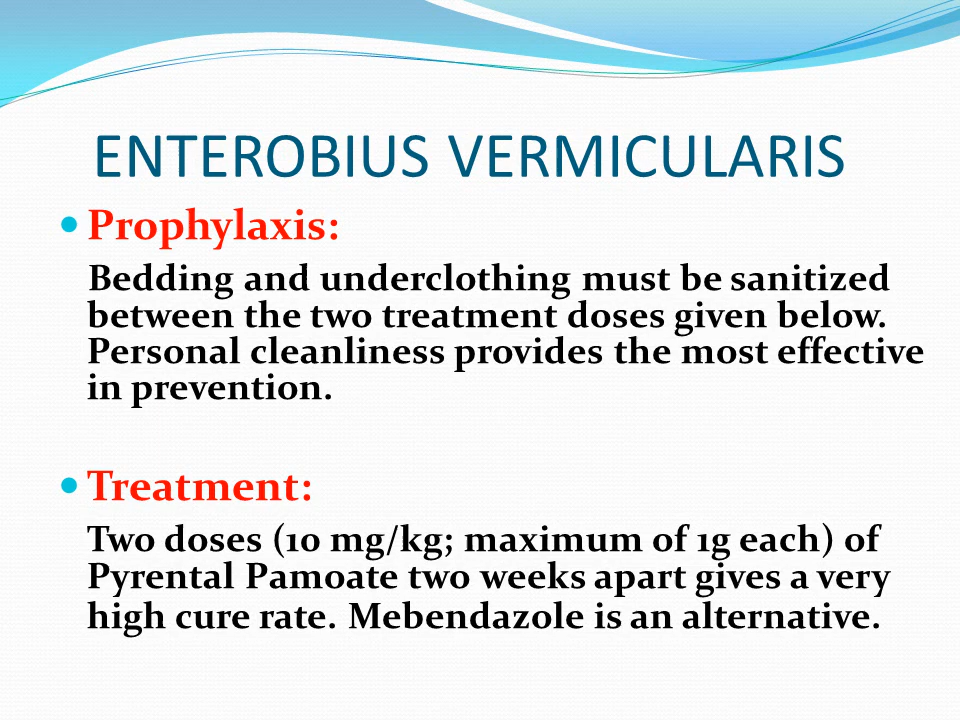 ENTEROBIUS VERMICULARIS
Prophylaxis:
Bedding and underclothing must be sanitized
between the two treatment doses given below.
Personal cleanliness provides the most effective
in prevention.
Treatment:
Two doses (10 mg/kg; maximum of 1g each) of
Pyrental Pamoate two weeks apart gives a very
high cure rate. Mebendazole is an alternative.